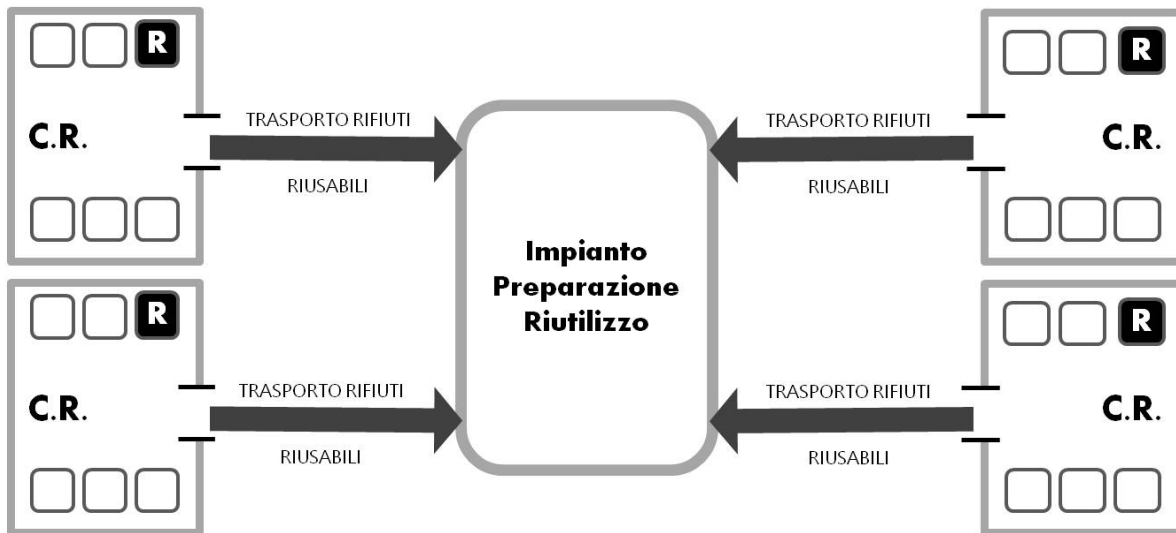 R
R
TRASPORTO RIFIUTI
TRASPORTO RIFIUTI
C.R.
C.R.
RIUSABILI
RIUSABILI
Impianto
Preparazione
Riutilizzo
R
R
TRASPORTO RIFIUTI
TRASPORTO RIFIUTI
C.R.
C.R.
RIUSABILI
RIUSABILI